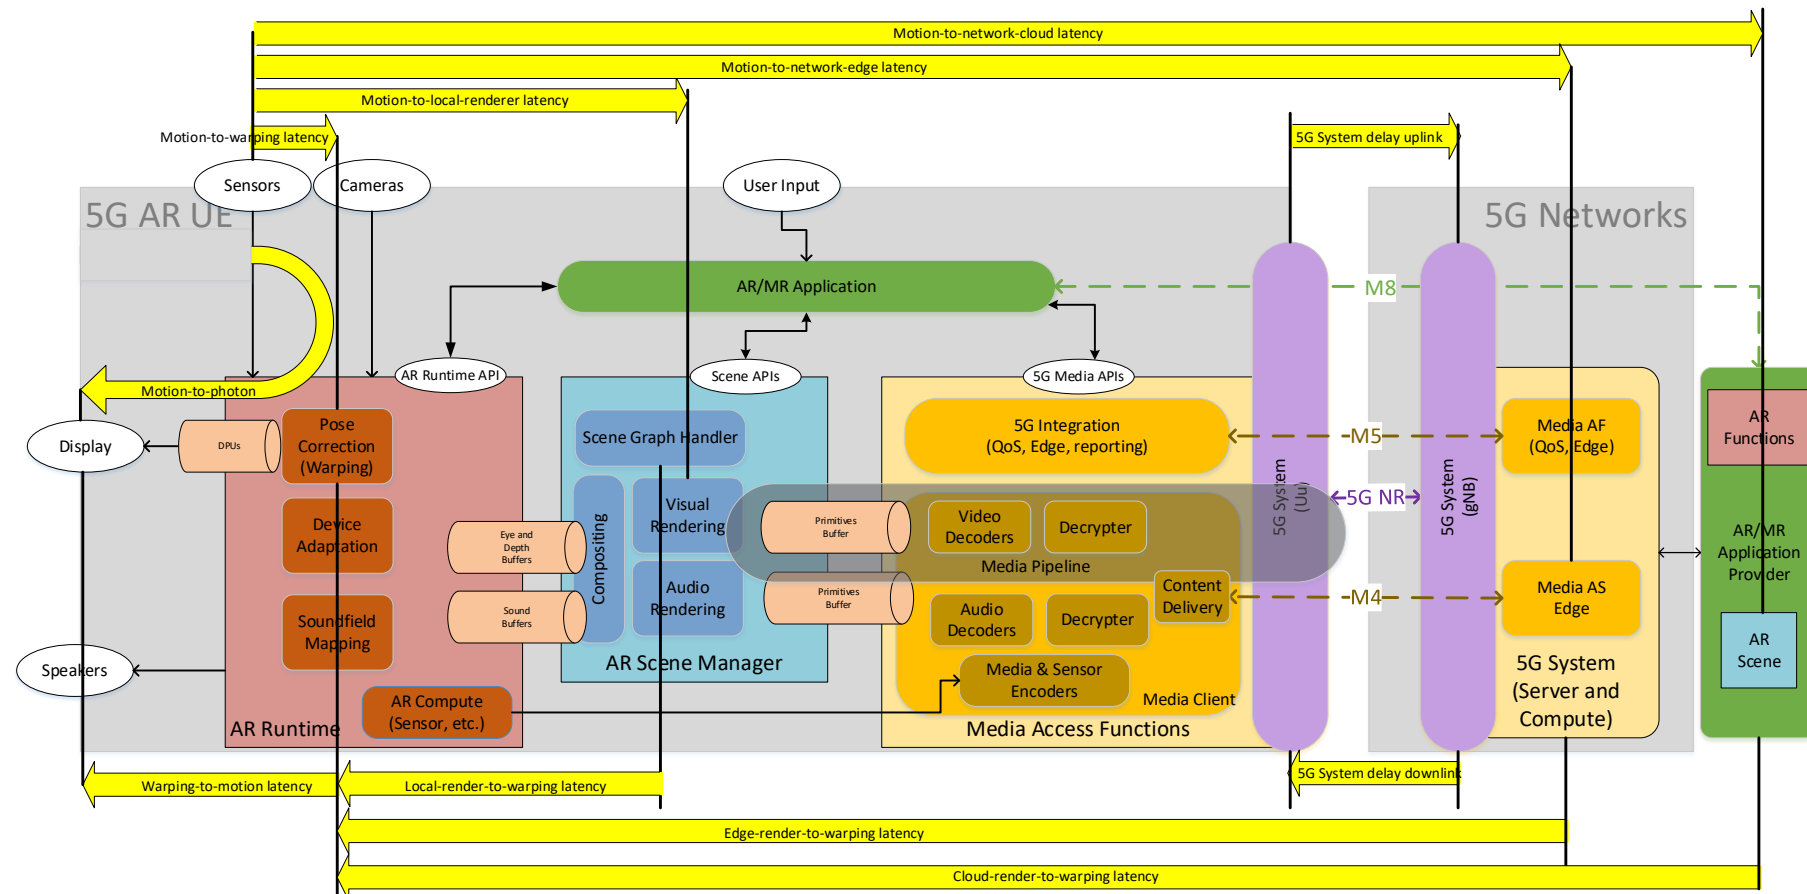 Motion-to-network-cloud latency
Motion-to-network-edge latency
Motion-to-local-renderer latency
Motion-to-warping latency
5G System delay uplink
Sensors
Cameras
User Input
5G AR UE
5G Networks
AR/MR Application
M8
AR Runtime API
Scene APIs
5G Media APIs
Motion-to-photon
Display
DPUs
Pose
Correction
(Warping)
Device
Adaptation
Soundfield
Mapping
AR Compute
(Sensor, etc.)
AR Runtime
Speakers
Eye and
Depth
Buffers
Sound
Buffers
Scene Graph Handler
Compositing
Visual
Rendering
Audio
Rendering
AR Scene Manager
Primitives
Buffer
Primitives
Buffer
5G Integration
(QoS, Edge, reporting)
Video
Decoders
Decrypter
Media Pipeline
Content
Delivery
Audio
Decoders
Decrypter
Media & Sensor
Encoders
Media Client
Media Access Functions
5G System
(Uu)
M5
5G NR
M4
5G System
(gNB)
Media AF
(QoS, Edge)
Media AS
Edge
5G System
(Server and
Compute)
AR
Functions
AR/MR
Application
Provider
AR
Scene
Warping-to-motion latency
Local-render-to-warping latency
5G System delay downlink
Edge-render-to-warping latency
Cloud-render-to-warping latency